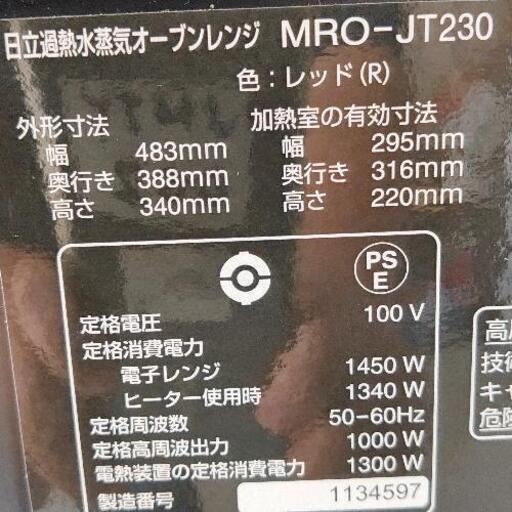 日立過熱水蒸気オーブンレンジ MRO-JT230
色：レッド(R)
外形寸法
幅 483mm
奥行き 388mm
高さ 340mm
加熱室の有効寸法
幅 295mm
奥行き 316mm
高さ 220mm
PS
E
定格電圧 100 V
定格消費電力
電子レンジ 1450 W
ヒーター使用時 1340 W
定格周波数 50-60Hz
定格高周波出力 1000 W
電熱装置の定格消費電力 1300 W
製造番号 1134597
高
技術
キャ
危険